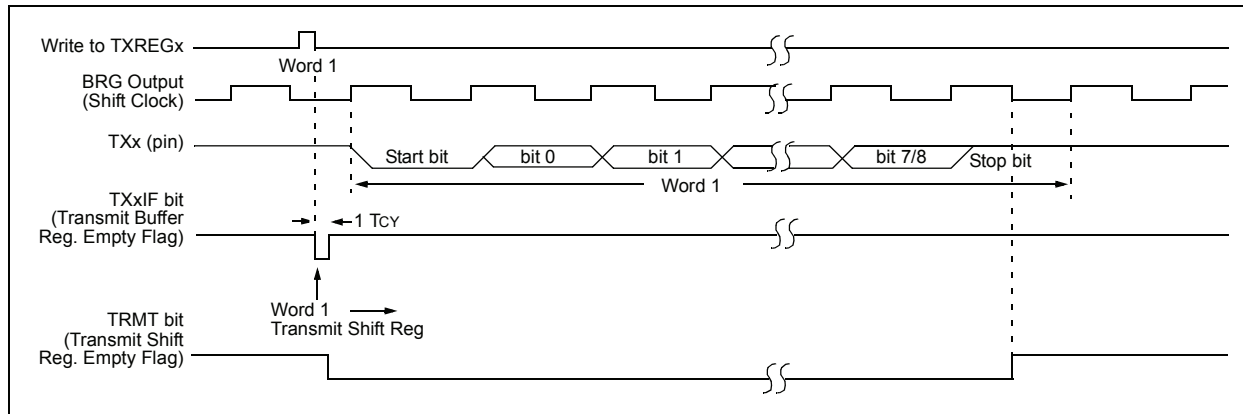 Write to TXREGx
Word 1
BRG Output
(Shift Clock)
TXx (pin)
Start bit
bit 0
bit 1
bit 7/8
Stop bit
Word 1
TXxIF bit
(Transmit Buffer
Reg. Empty Flag)
1 TCY
Word 1
Transmit Shift Reg
TRMT bit
(Transmit Shift
Reg. Empty Flag)